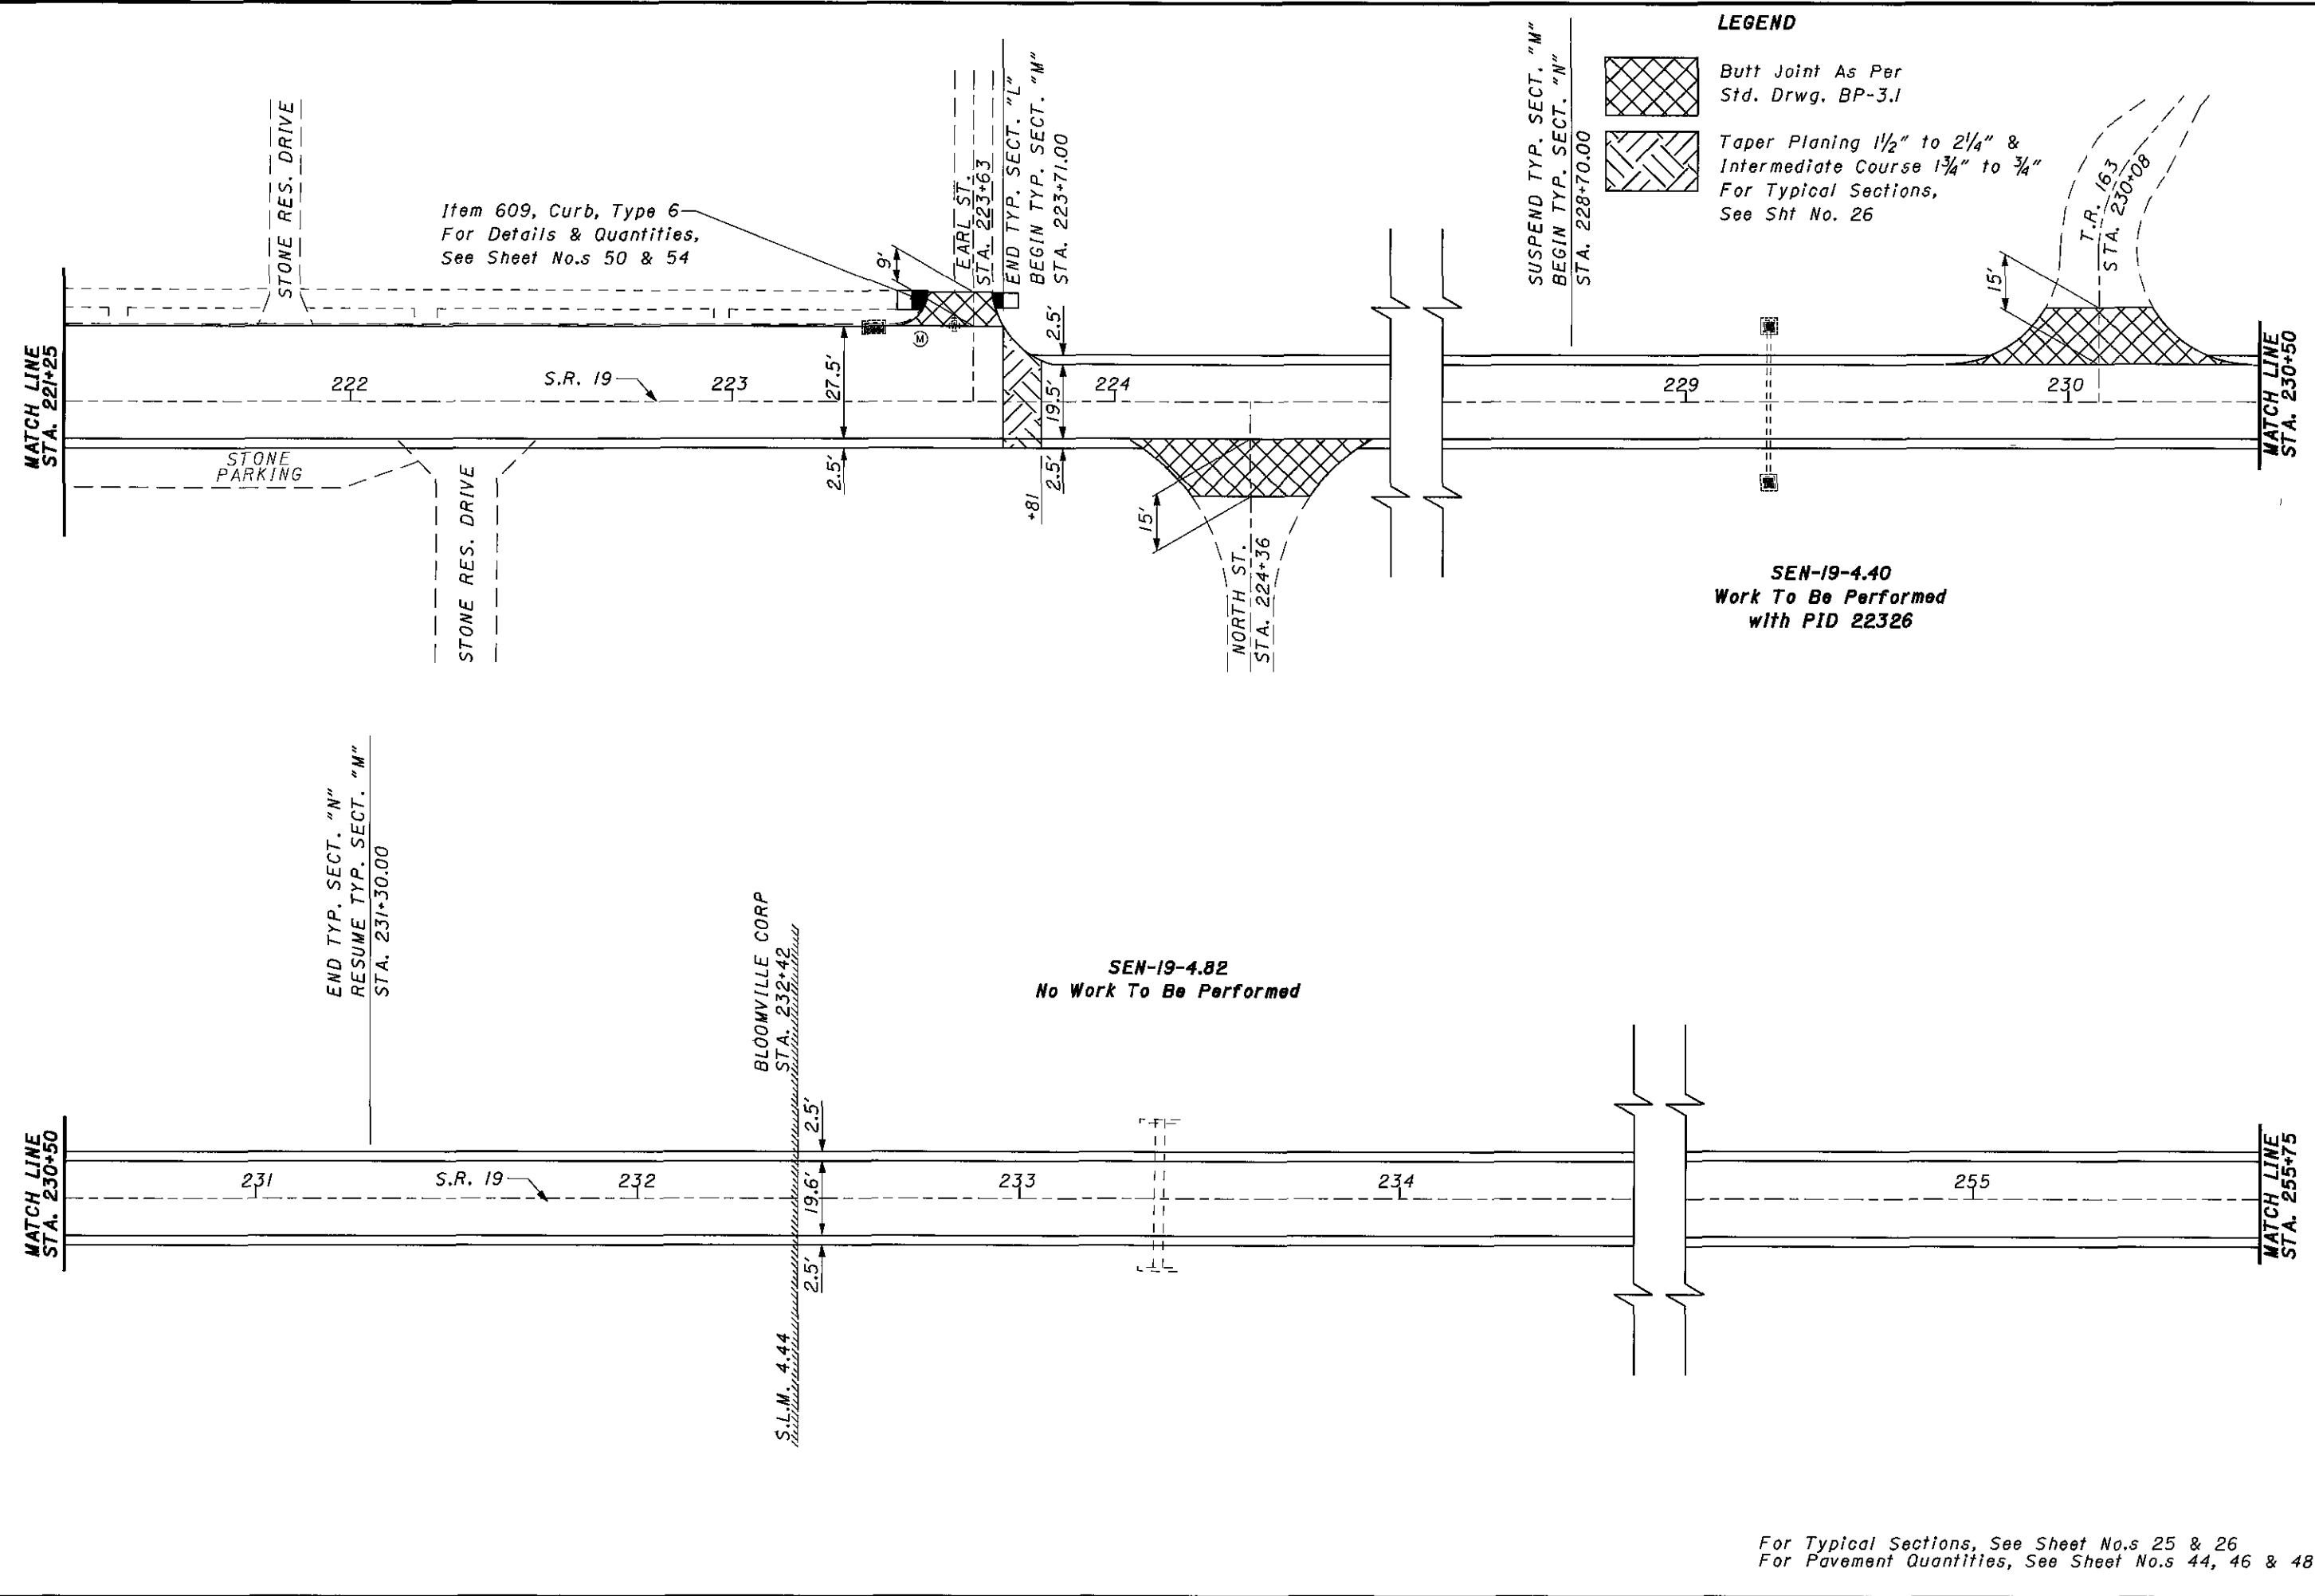 LEGEND
Butt Joint As Per
Std. Drwg. BP-3.1
Taper Planing 1 1/2" to 2 1/4" &
Intermediate Course 1 3/4" to 3/4"
For Typical Sections,
See Sht No. 26
STONE RES. DRIVE
Item 609, Curb, Type 6
For Details & Quantities,
See Sheet No.s 50 & 54
9'
EARL ST.
STA. 223+63
END TYP. SECT. "L"
BEGIN TYP. SECT. "M"
STA. 223+71.00
SUSPEND TYP. SECT. "M"
BEGIN TYP. SECT. "N"
STA. 228+70.00
T.R. 163
STA. 230+08
15'
MATCH LINE
STA. 221+25
222
S.R. 19
223
27.5'
2.5'
M
2.5'
19.5'
2.5'
+81
224
229
230
MATCH LINE
STA. 230+50
STONE
PARKING
STONE RES. DRIVE
15'
NORTH ST.
STA. 224+36
SEN-19-4.40
Work To Be Performed
with PID 22326
END TYP. SECT. "N"
RESUME TYP. SECT. "M"
STA. 231+30.00
BLOOMVILLE CORP
STA. 232+42
SEN-19-4.82
No Work To Be Performed
MATCH LINE
STA. 230+50
231
S.R. 19
232
2.5'
19.6'
2.5'
233
234
255
MATCH LINE
STA. 255+75
S.L.M. 4.44
For Typical Sections, See Sheet No.s 25 & 26
For Pavement Quantities, See Sheet No.s 44, 46 & 48